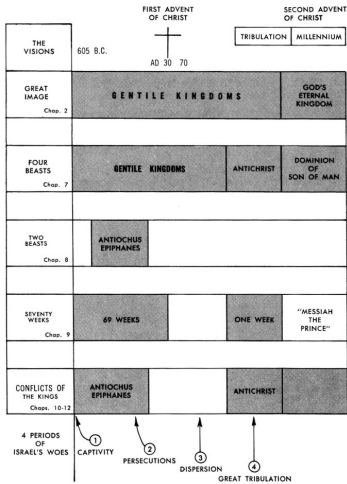 FIRST ADVENT
OF CHRIST
SECOND ADVENT
OF CHRIST
THE
VISIONS
605 B.C.
AD 30 70
TRIBULATION
MILLENNIUM
GREAT
IMAGE
Chap. 2
GENTILE KINGDOMS
GOD'S
ETERNAL
KINGDOM
FOUR
BEASTS
Chap. 7
GENTILE KINGDOMS
ANTICHRIST
DOMINION
OF
SON OF MAN
TWO
BEASTS
Chap. 8
ANTIOCHUS
EPIPHANES
SEVENTY
WEEKS
Chap. 9
69 WEEKS
ONE WEEK
"MESSIAH
THE
PRINCE"
CONFLICTS OF
THE KINGS
Chaps. 10-12
ANTIOCHUS
EPIPHANES
ANTICHRIST
4 PERIODS
OF
ISRAEL'S WOES
1
CAPTIVITY
2
PERSECUTIONS
3
DISPERSION
4
GREAT TRIBULATION